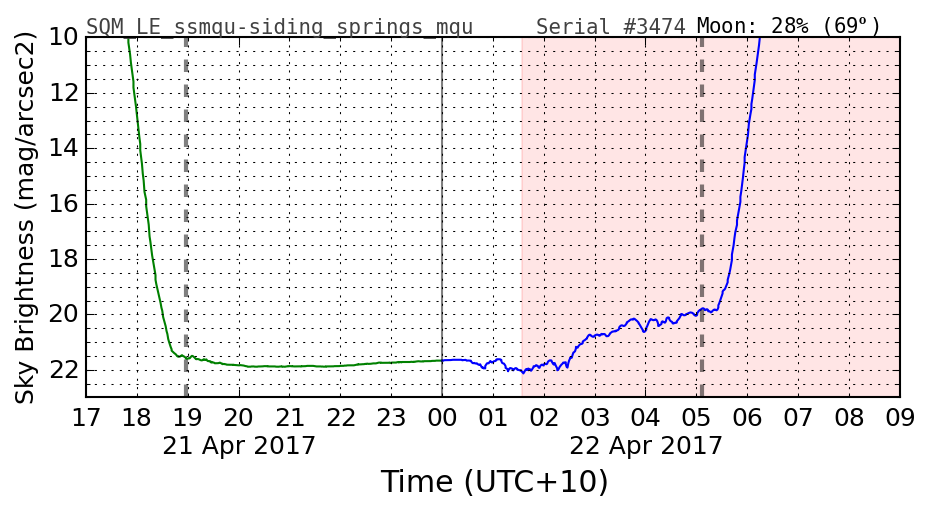 SQM_LE_ssmqu-siding_springs_mqu Serial #3474 Moon: 28% (69°)
Sky Brightness (mag/arcsec2)
10
12
14
16
18
20
22
17 18 19 20 21 22 23 00 01 02 03 04 05 06 07 08 09
21 Apr 2017 22 Apr 2017
Time (UTC+10)